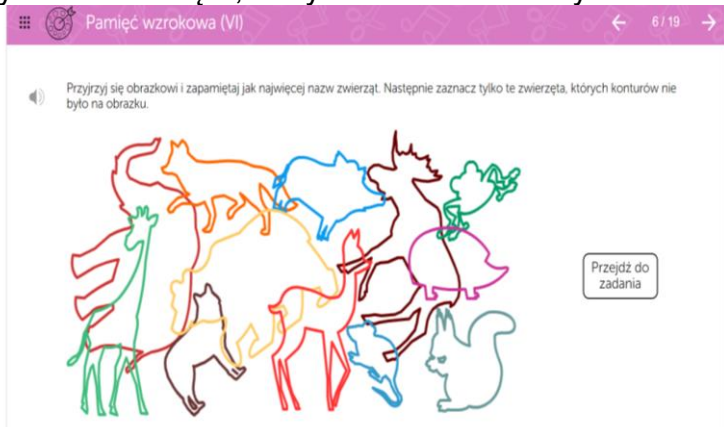 Pamięć wzrokowa (VI)
6 / 19
Przyjrzyj się obrazkowi i zapamiętaj jak najwięcej nazw zwierząt. Następnie zaznacz tylko te zwierzęta, których konturów nie
było na obrazku.
Przejdź do
zadania